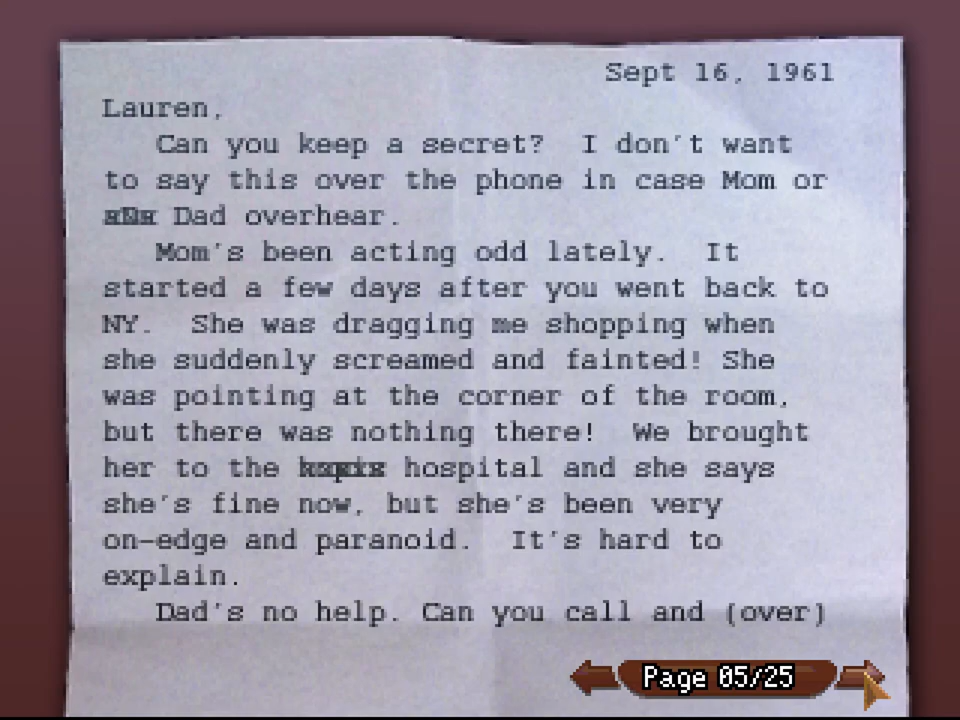 Sept 16, 1961
Lauren,
Can you keep a secret?  I don't want
to say this over the phone in case Mom or
Dad overhear.
Mom's been acting odd lately.  It
started a few days after you went back to
NY.  She was dragging me shopping when
she suddenly screamed and fainted! She
was pointing at the corner of the room,
but there was nothing there!  We brought
her to the hospital and she says
she's fine now, but she's been very
on-edge and paranoid.  It's hard to
explain.
Dad's no help. Can you call and (over)
Page 05/25